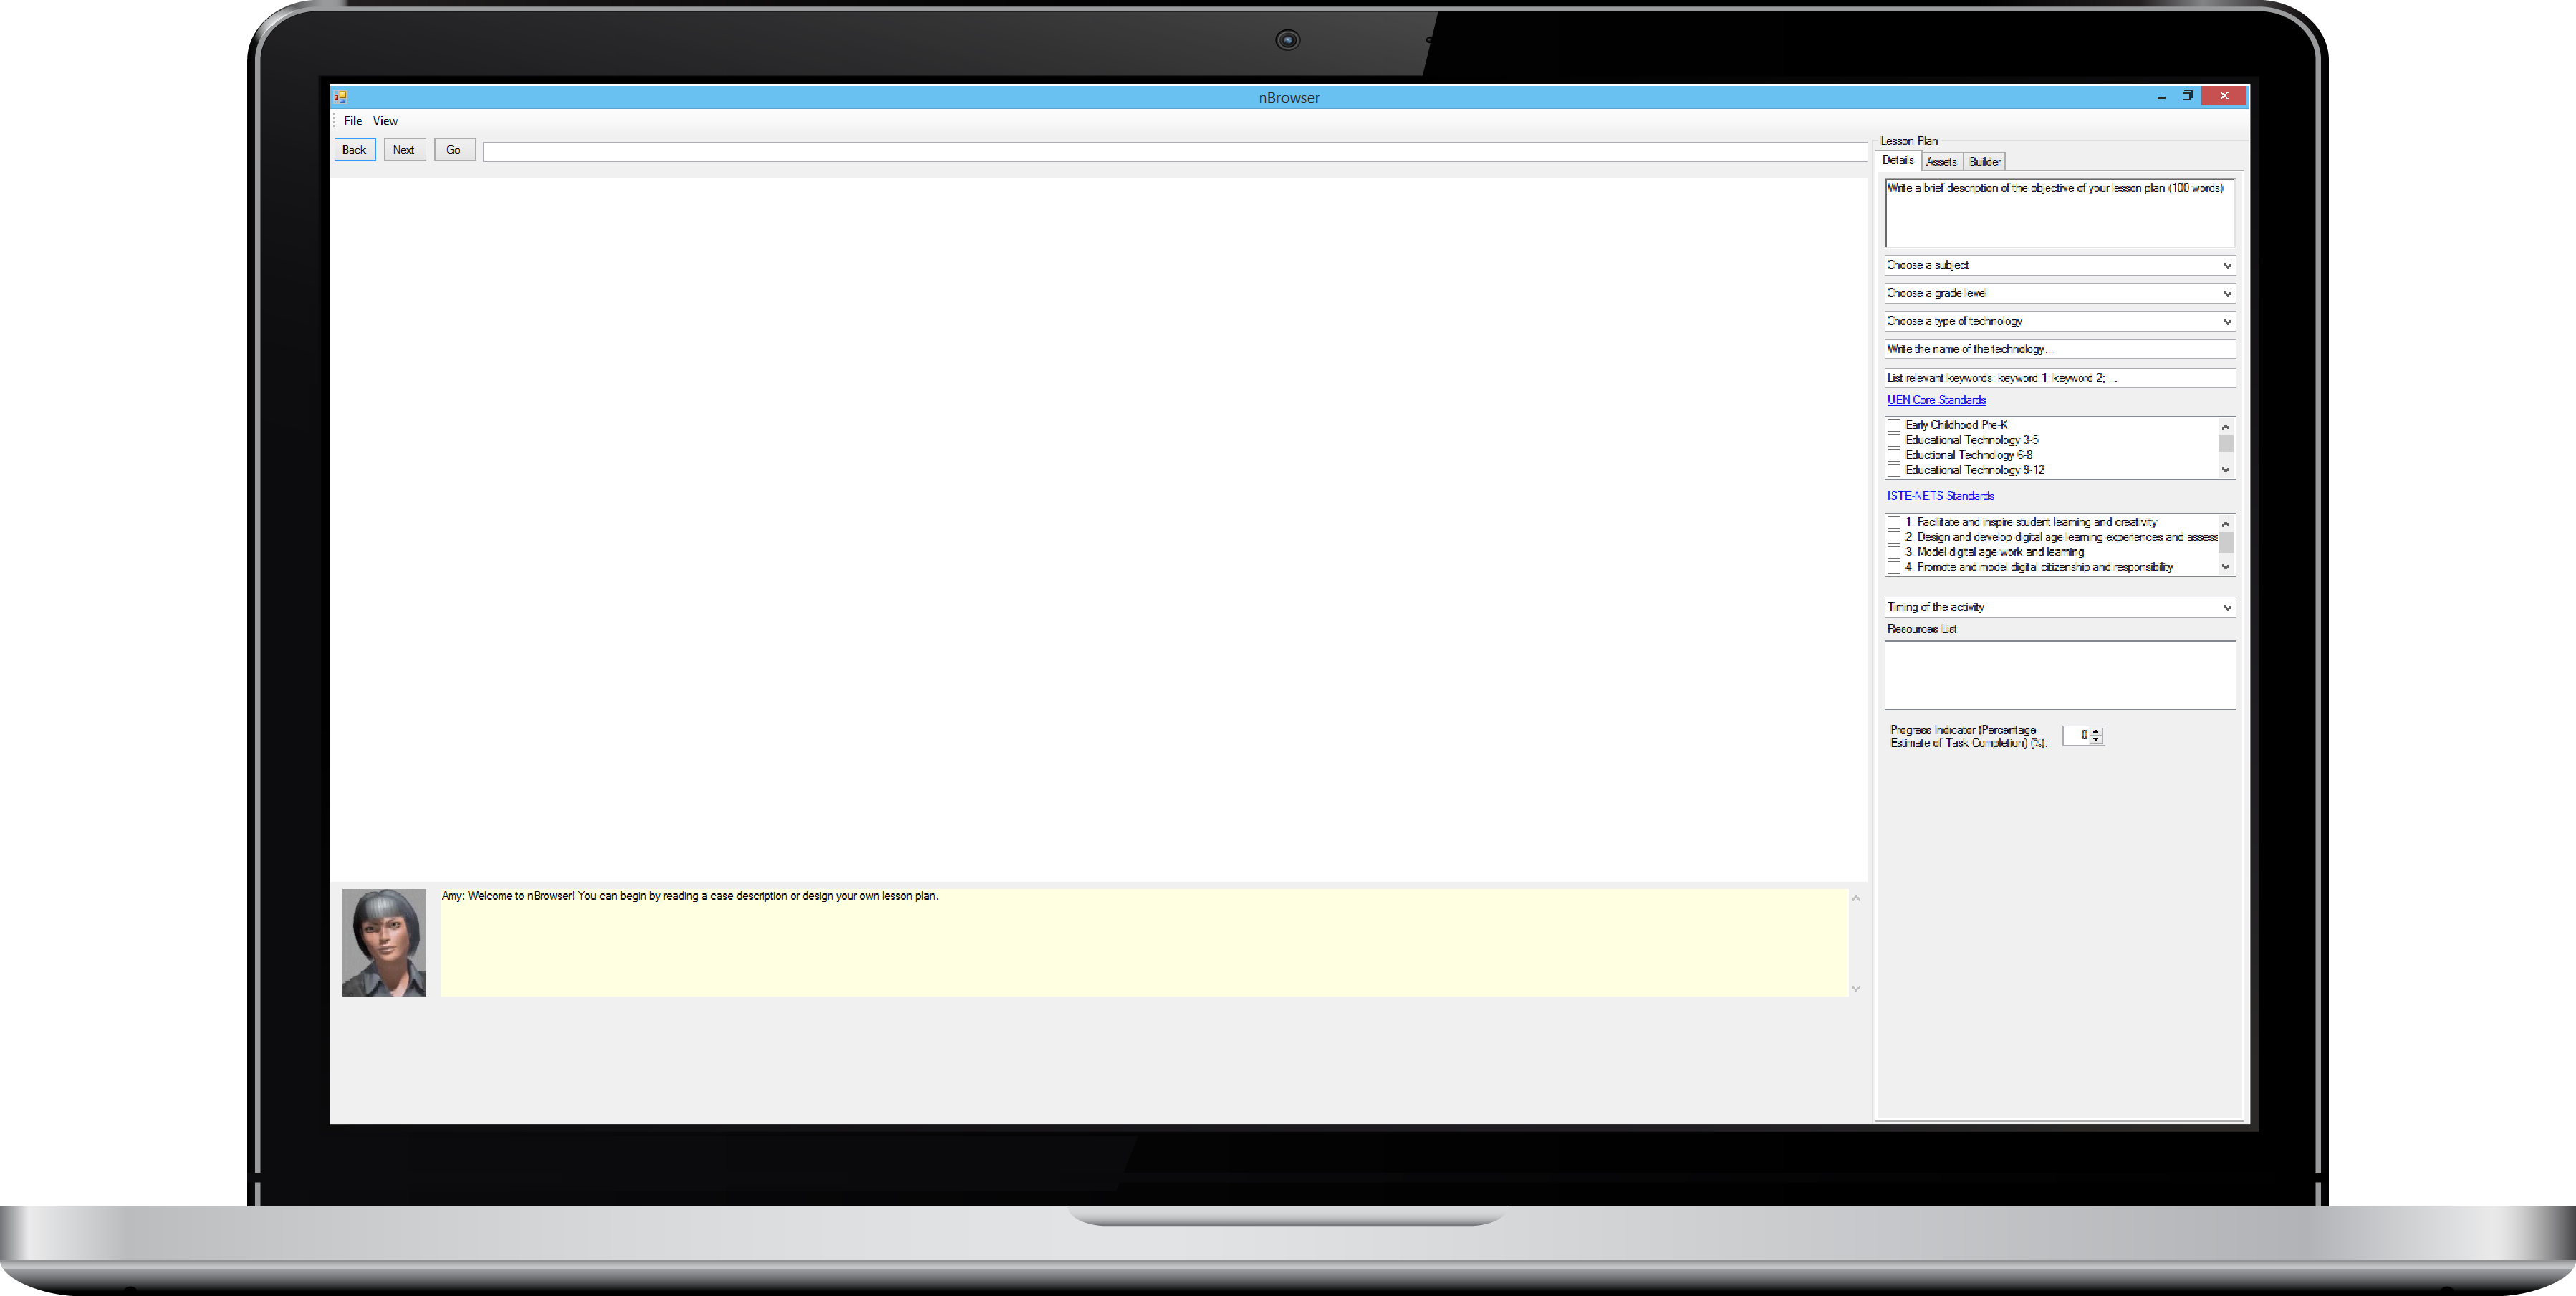 nBrowser
File View
Back Next Go
Lesson Plan
Details Assets Builder
Write a brief description of the objective of your lesson plan (100 words)
Choose a subject
Choose a grade level
Choose a type of technology
Write the name of the technology...
List relevant keywords: keyword 1; keyword 2; ...
UEN Core Standards
Early Childhood Pre-K
Educational Technology 3-5
Eductional Technology 6-8
Educational Technology 9-12
ISTE-NETS Standards
1. Facilitate and inspire student learning and creativity
2. Design and develop digital age learning experiences and assess
3. Model digital age work and learning
4. Promote and model digital citizenship and responsibility
Timing of the activity
Resources List
Progress Indicator (Percentage
Estimate of Task Completion) (%): 0
Amy: Welcome to nBrowser! You can begin by reading a case description or design your own lesson plan.